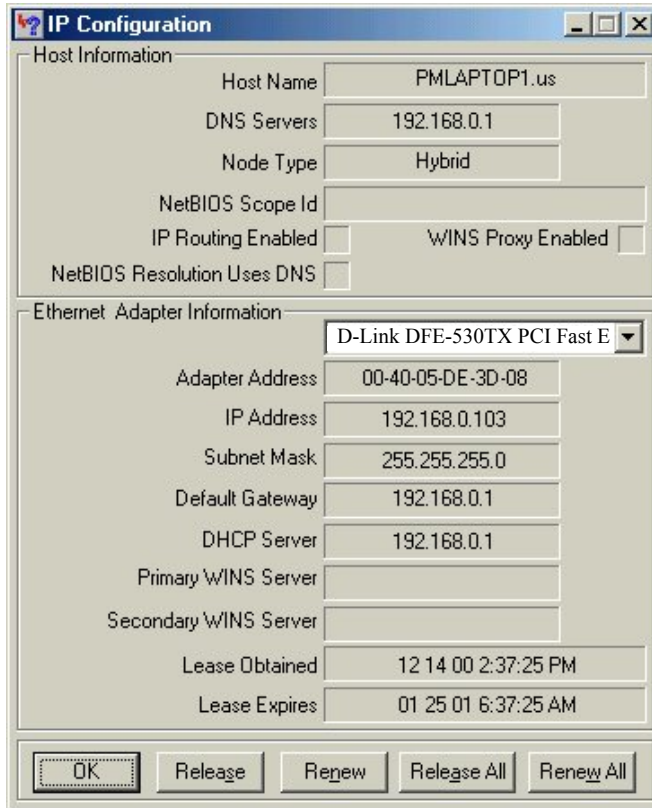 IP Configuration
Host Information
Host Name PMLAPTOP1.us
DNS Servers 192.168.0.1
Node Type Hybrid
NetBIOS Scope Id
IP Routing Enabled WINS Proxy Enabled
NetBIOS Resolution Uses DNS
Ethernet Adapter Information
D-Link DFE-530TX PCI Fast E
Adapter Address 00-40-05-DE-3D-08
IP Address 192.168.0.103
Subnet Mask 255.255.255.0
Default Gateway 192.168.0.1
DHCP Server 192.168.0.1
Primary WINS Server
Secondary WINS Server
Lease Obtained 12 14 00 2:37:25 PM
Lease Expires 01 25 01 6:37:25 AM
OK Release Renew Release All Renew All